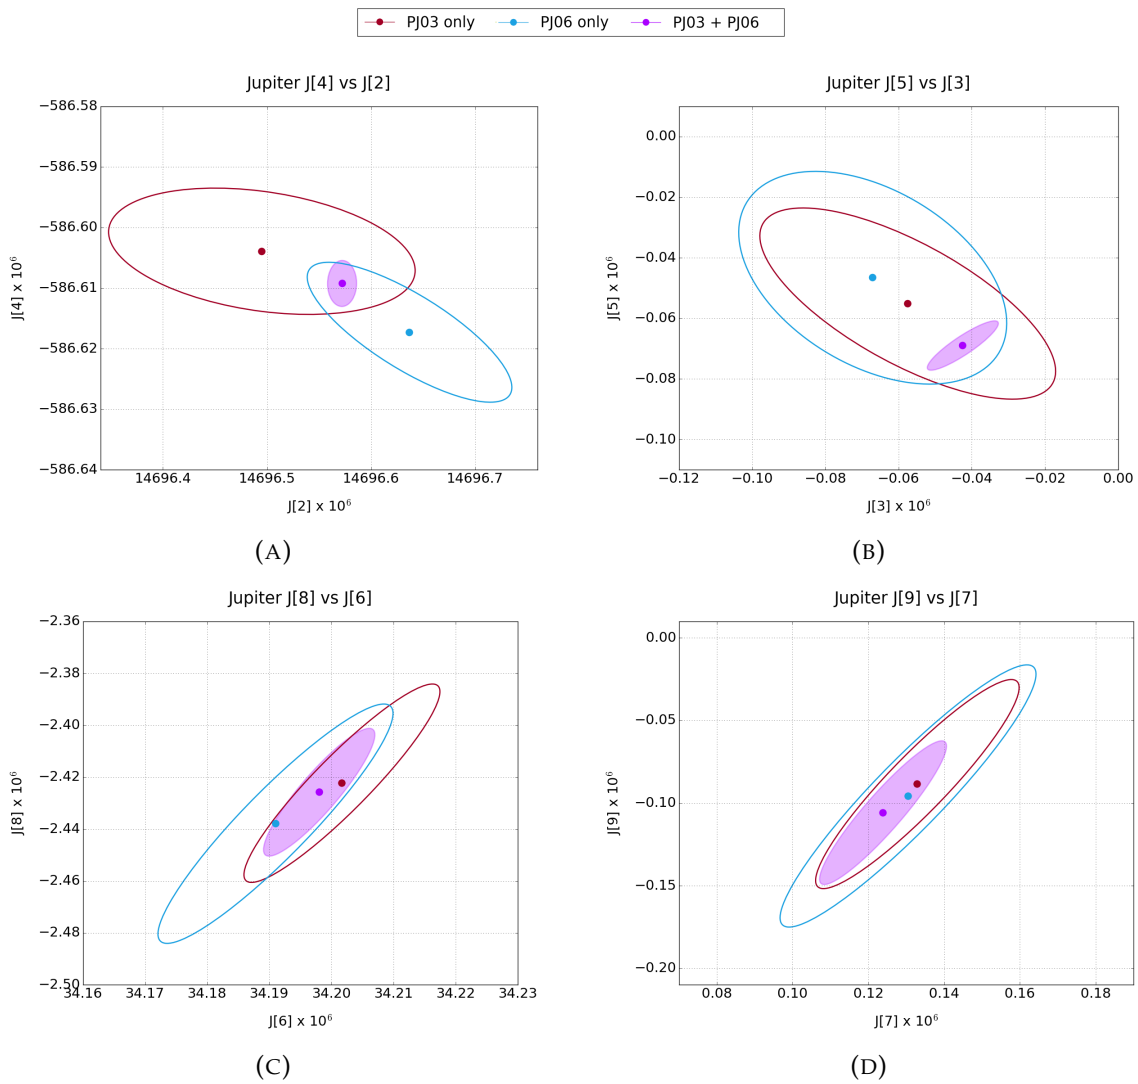 PJ03 only PJ06 only PJ03 + PJ06
Jupiter J[4] vs J[2]
−586.58
−586.59
−586.60
−586.61
−586.62
−586.63
−586.64
J[4] x 10⁶
14696.4 14696.5 14696.6 14696.7
J[2] x 10⁶
(A)
Jupiter J[5] vs J[3]
0.00
−0.02
−0.04
−0.06
−0.08
−0.10
J[5] x 10⁶
−0.12 −0.10 −0.08 −0.06 −0.04 −0.02 0.00
J[3] x 10⁶
(B)
Jupiter J[8] vs J[6]
−2.36
−2.38
−2.40
−2.42
−2.44
−2.46
−2.48
−2.50
J[8] x 10⁶
34.16 34.17 34.18 34.19 34.20 34.21 34.22 34.23
J[6] x 10⁶
(C)
Jupiter J[9] vs J[7]
0.00
−0.05
−0.10
−0.15
−0.20
J[9] x 10⁶
0.08 0.10 0.12 0.14 0.16 0.18
J[7] x 10⁶
(D)